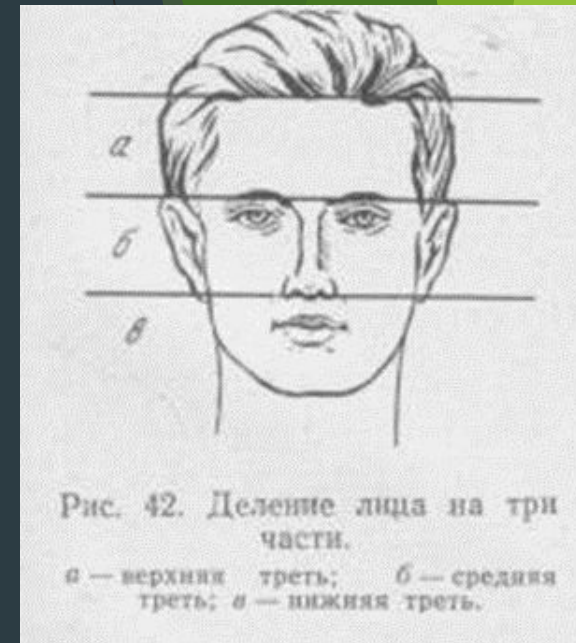 а
б
в
Рис. 42. Деление лица на три
части.
а — верхняя треть; б — средняя
треть; в — нижняя треть.